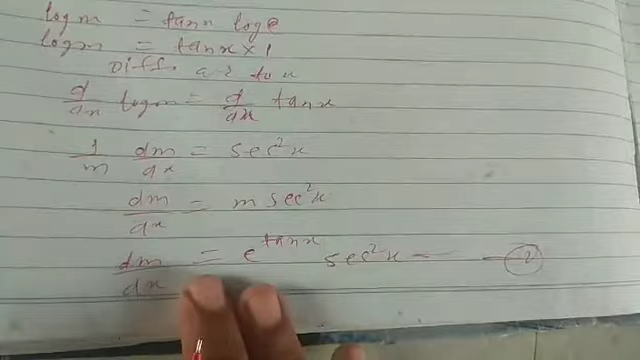 log m = tan x log e
log m = tan x × 1
Diff. w r to x
d/dx log m = d/dx tan x
1/m dm/dx = sec²x
dm/dx = m sec²x
dm/dx = e^tan x sec²x — — ②